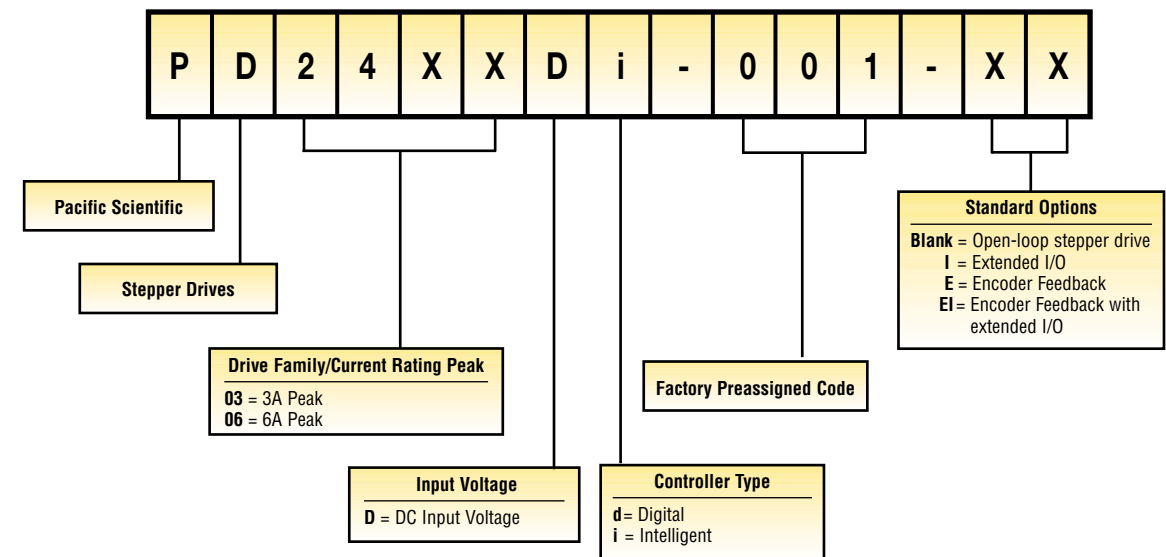 P D 2 4 X X D i - 0 0 1 - X X
Pacific Scientific
Stepper Drives
Drive Family/Current Rating Peak
03 = 3A Peak
06 = 6A Peak
Input Voltage
D = DC Input Voltage
Controller Type
d= Digital
i = Intelligent
Factory Preassigned Code
Standard Options
Blank = Open-loop stepper drive
I = Extended I/O
E = Encoder Feedback
EI= Encoder Feedback with
extended I/O